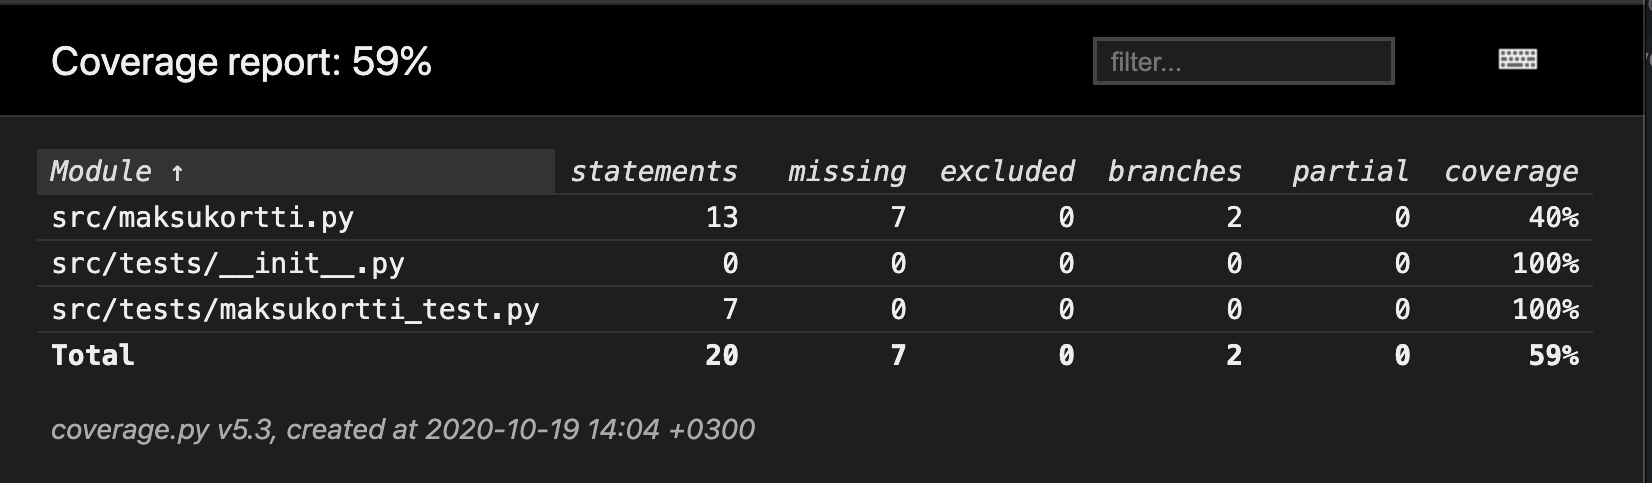 Coverage report: 59%
filter...
Module ↑ statements missing excluded branches partial coverage
src/maksukortti.py 13 7 0 2 0 40%
src/tests/__init__.py 0 0 0 0 0 100%
src/tests/maksukortti_test.py 7 0 0 0 0 100%
Total 20 7 0 2 0 59%
coverage.py v5.3, created at 2020-10-19 14:04 +0300